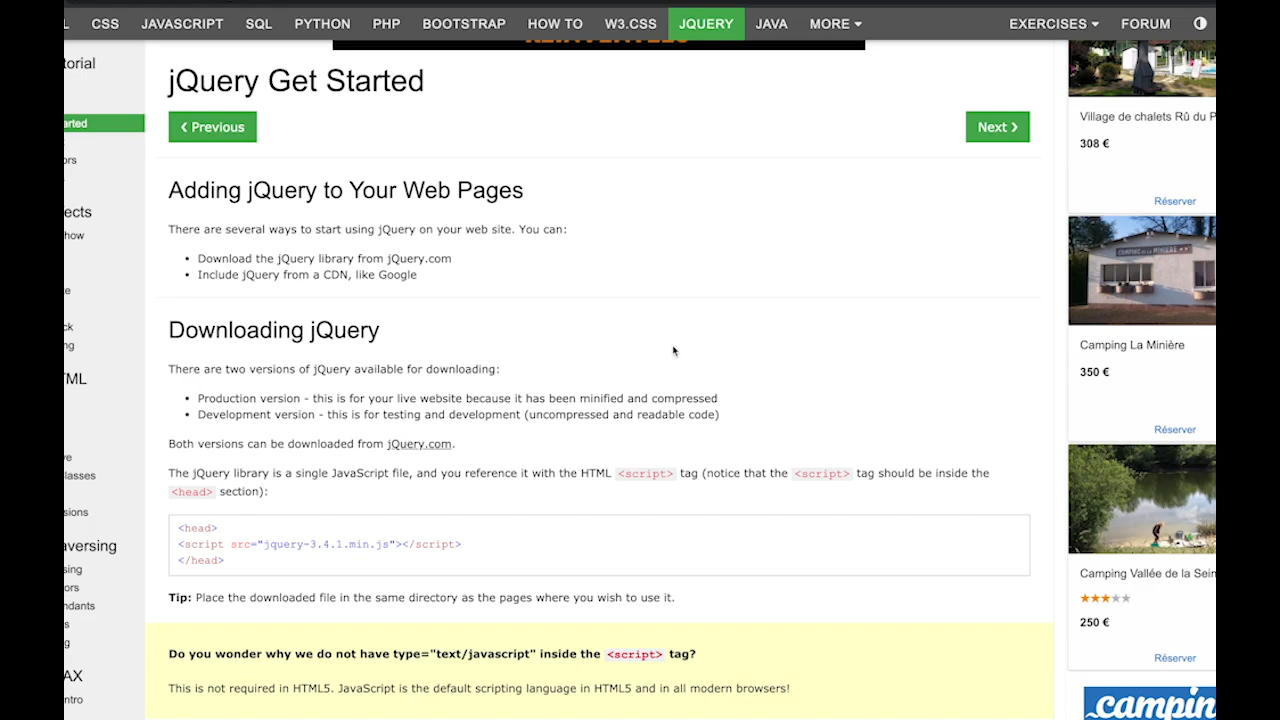 L CSS JAVASCRIPT SQL PYTHON PHP BOOTSTRAP HOW TO W3.CSS JQUERY JAVA MORE EXERCISES FORUM
torial
arted
ors
ects
how
te
ck
ng
TML
ve
lasses
sions
aversing
sing
ors
ndants
s
g
AX
ntro
jQuery Get Started
❮ Previous
Next ❯
Adding jQuery to Your Web Pages
There are several ways to start using jQuery on your web site. You can:
• Download the jQuery library from jQuery.com
• Include jQuery from a CDN, like Google
Downloading jQuery
There are two versions of jQuery available for downloading:
• Production version - this is for your live website because it has been minified and compressed
• Development version - this is for testing and development (uncompressed and readable code)
Both versions can be downloaded from jQuery.com.
The jQuery library is a single JavaScript file, and you reference it with the HTML <script> tag (notice that the <script> tag should be inside the
<head> section):
<head>
<script src="jquery-3.4.1.min.js"></script>
</head>
Tip: Place the downloaded file in the same directory as the pages where you wish to use it.
Do you wonder why we do not have type="text/javascript" inside the <script> tag?
This is not required in HTML5. JavaScript is the default scripting language in HTML5 and in all modern browsers!
Village de chalets Rû du P
308 €
Réserver
CAMPING DE LA MINIÈRE
Camping La Minière
350 €
Réserver
Camping Vallée de la Sein
250 €
Réserver
campin